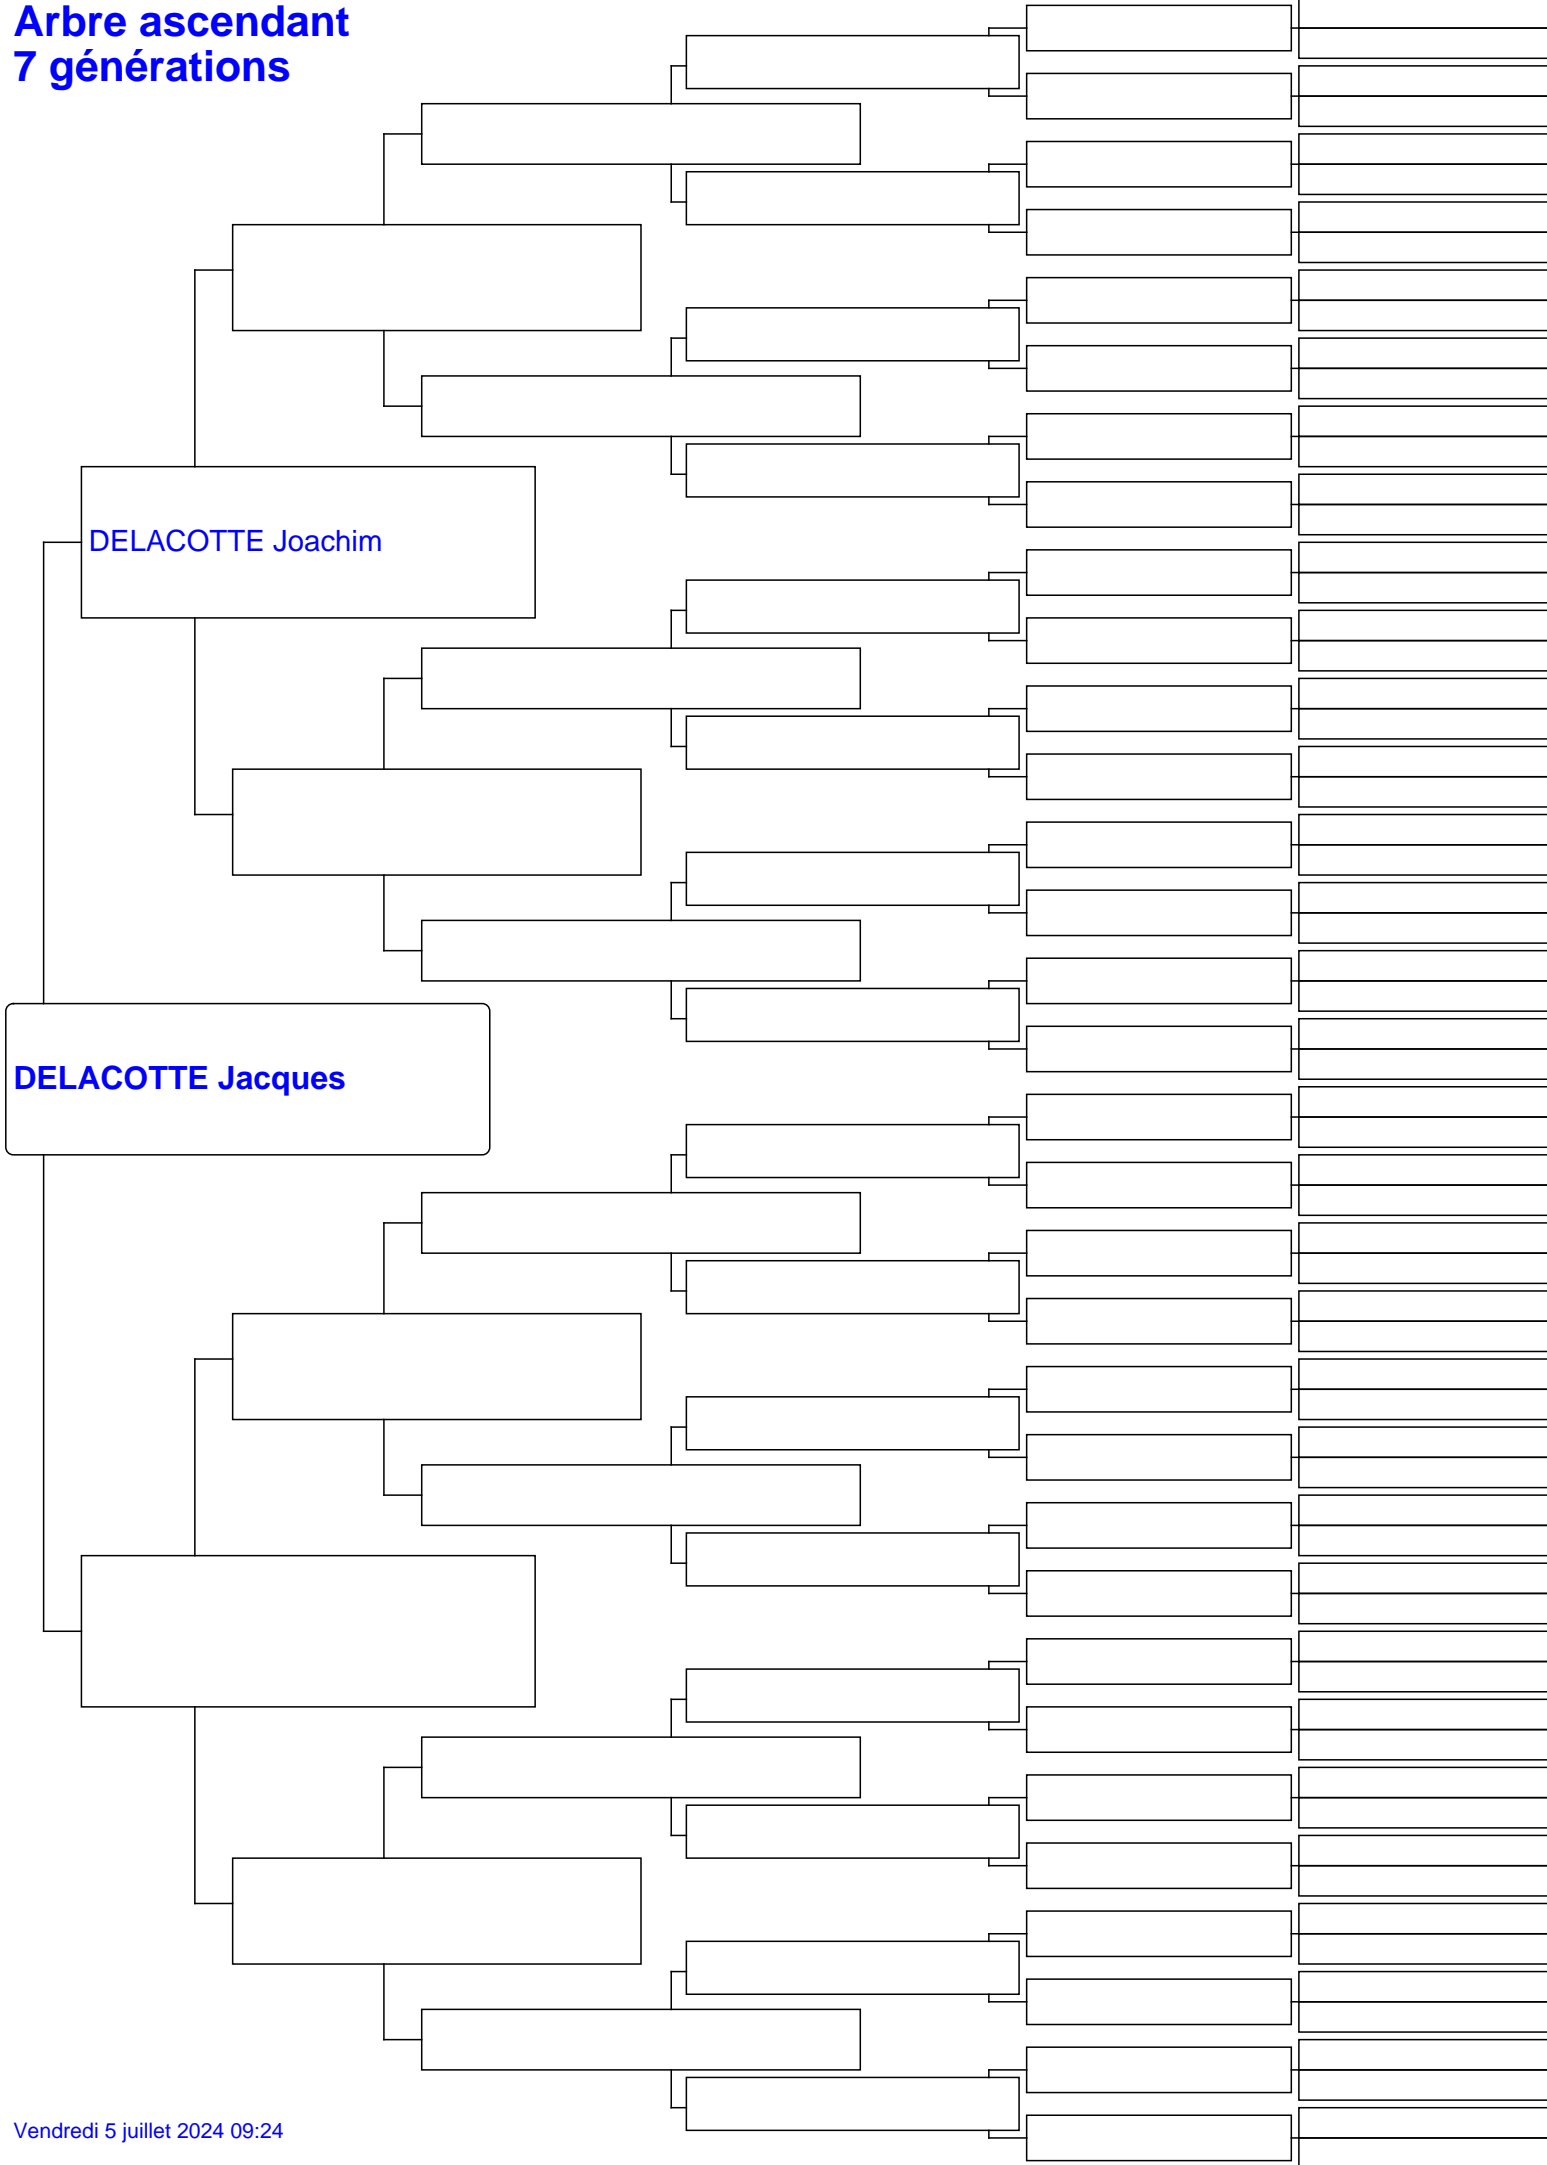 Arbre ascendant
7 générations
DELACOTTE Joachim
DELACOTTE Jacques
Vendredi 5 juillet 2024 09:24